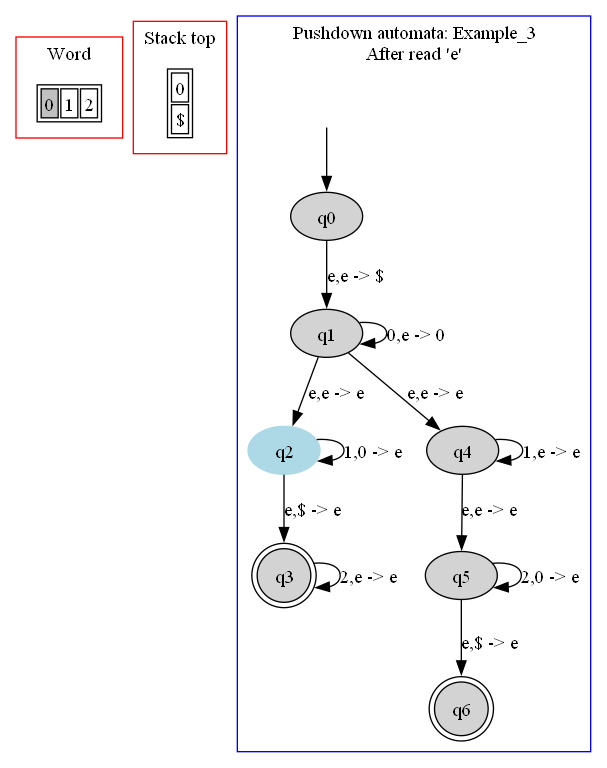 Word
0 1 2
Stack top
0
$
Pushdown automata: Example_3
After read 'e'
q0
e,e -> $
q1
0,e -> 0
e,e -> e
e,e -> e
q2
1,0 -> e
q4
1,e -> e
e,$ -> e
e,e -> e
q3
2,e -> e
q5
2,0 -> e
e,$ -> e
q6